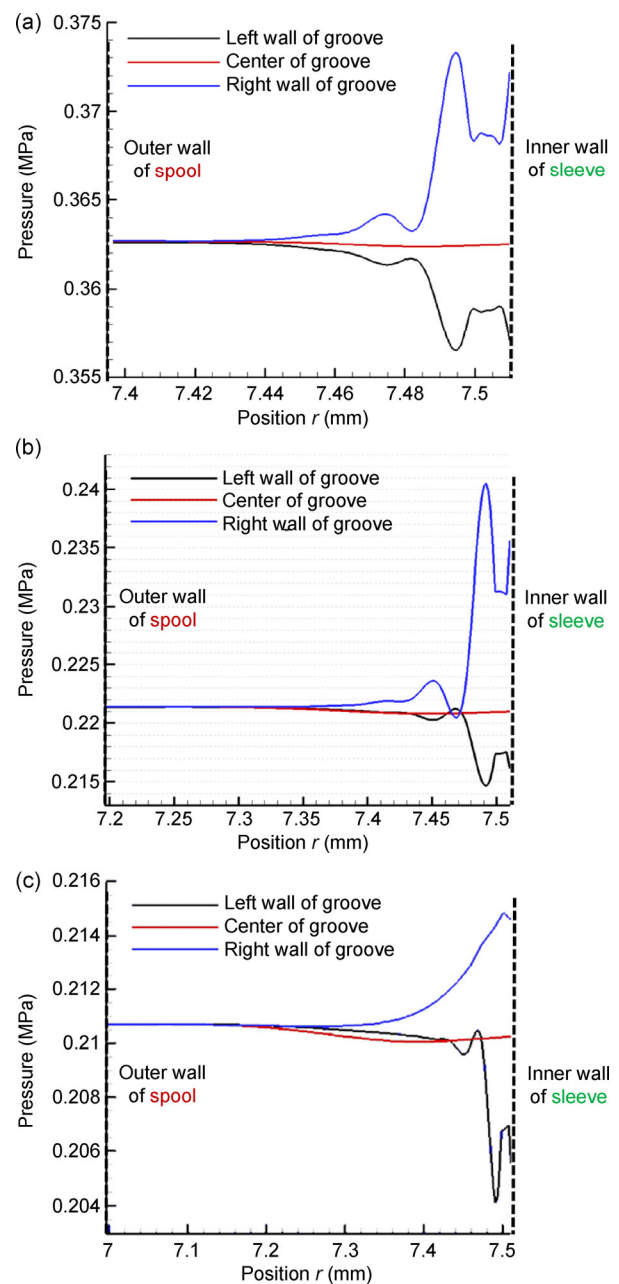 (a)
0.375
Left wall of groove
Center of groove
Right wall of groove
0.37
Outer wall
of spool
Inner wall
of sleeve
Pressure (MPa)
0.365
0.36
0.355
7.4 7.42 7.44 7.46 7.48 7.5
Position r (mm)
(b)
Left wall of groove
Center of groove
Right wall of groove
0.24
0.235
Outer wall
of spool
Inner wall
of sleeve
Pressure (MPa)
0.23
0.225
0.22
0.215
7.2 7.25 7.3 7.35 7.4 7.45 7.5
Position r (mm)
(c)
0.216
Left wall of groove
Center of groove
Right wall of groove
0.214
0.212
Pressure (MPa)
0.21
Outer wall
of spool
Inner wall
of sleeve
0.208
0.206
0.204
7 7.1 7.2 7.3 7.4 7.5
Position r (mm)